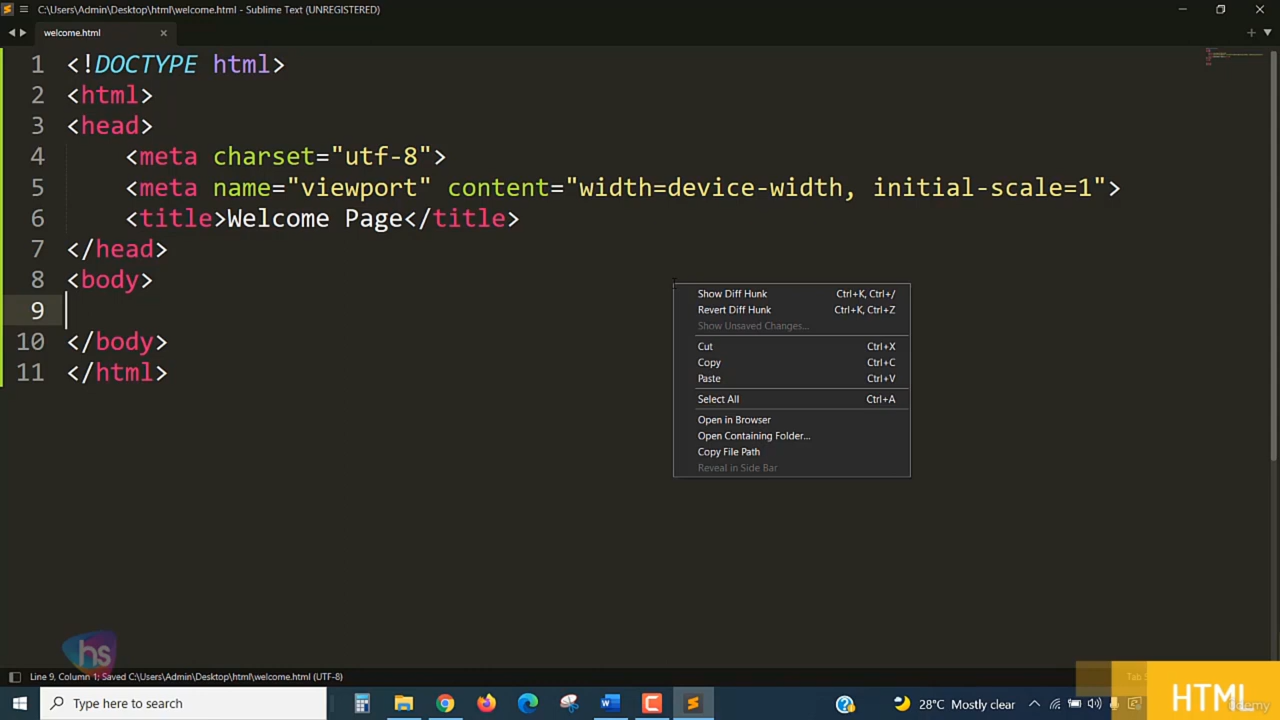 C:\Users\Admin\Desktop\html\welcome.html - Sublime Text (UNREGISTERED)
welcome.html
1 <!DOCTYPE html>
2 <html>
3 <head>
4 <meta charset="utf-8">
5 <meta name="viewport" content="width=device-width, initial-scale=1">
6 <title>Welcome Page</title>
7 </head>
8 <body>
9
10 </body>
11 </html>
Show Diff Hunk Ctrl+K, Ctrl+/
Revert Diff Hunk Ctrl+K, Ctrl+Z
Show Unsaved Changes...
Cut Ctrl+X
Copy Ctrl+C
Paste Ctrl+V
Select All Ctrl+A
Open in Browser
Open Containing Folder...
Copy File Path
Reveal in Side Bar
hs
Line 9, Column 1; Saved C:\Users\Admin\Desktop\html\welcome.html (UTF-8)
Tab
Type here to search
28°C Mostly clear
HTML
Udemy